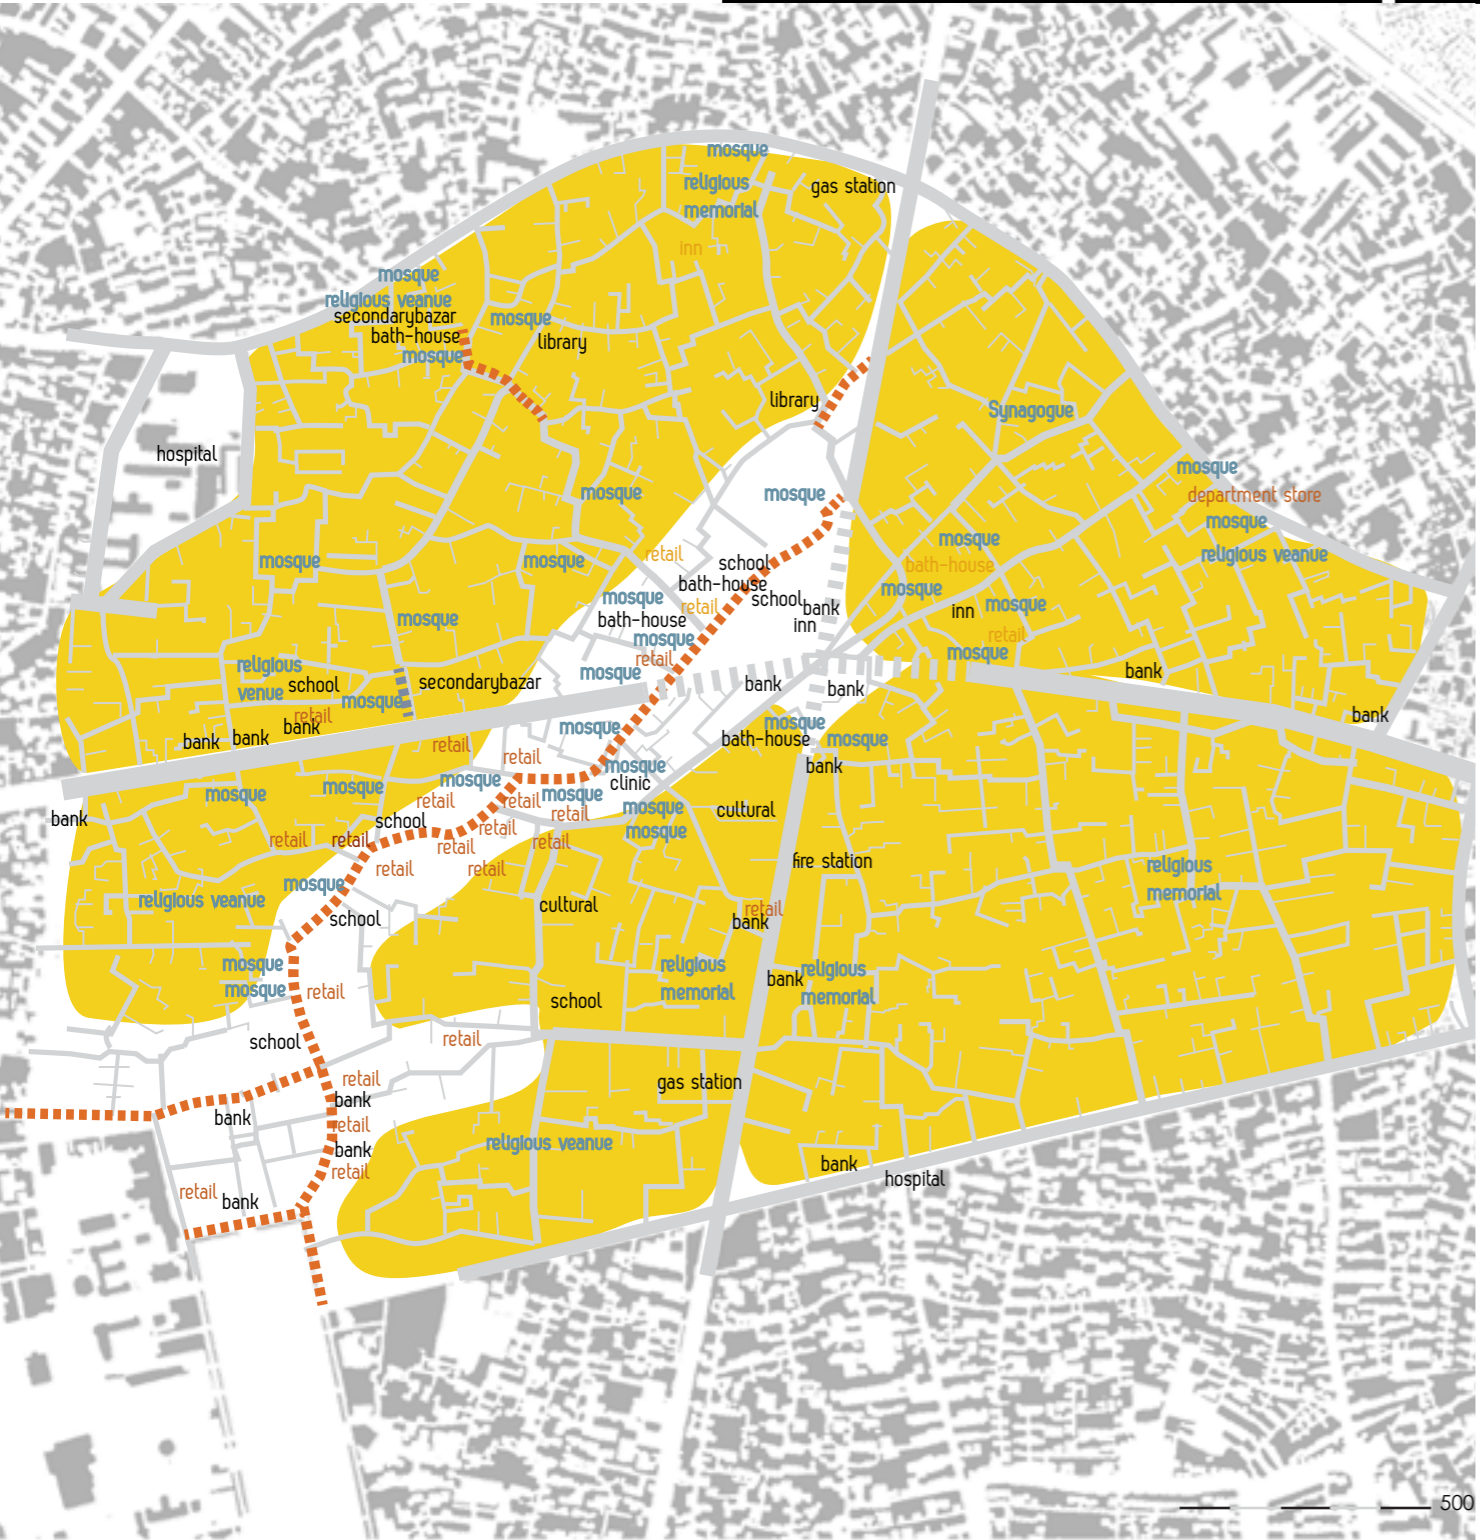 mosque
religious
memorial
gas station
inn
mosque
religious veanue
secondarybazar
bath-house
mosque
mosque
library
library
Synagogue
hospital
mosque
department store
mosque
religious veanue
mosque
mosque
mosque
mosque
mosque
retail
school
bath-house
school
bank
inn
mosque
retail
bath-house
mosque
retail
mosque
mosque
bath-house
mosque
inn
mosque
retail
mosque
mosque
religious
venue
school
mosque
retail
secondarybazar
bank
bank
bank
bank
bank
bank
bank
mosque
bath-house
mosque
bank
mosque
retail
retail
mosque
clinic
mosque
mosque
mosque
retail
retail
mosque
retail
mosque
mosque
cultural
bank
school
retail
retail
retail
retail
retail
retail
retail
fire station
religious
memorial
mosque
religious veanue
school
cultural
retail
bank
mosque
mosque
retail
religious
memorial
bank
religious
memorial
school
school
retail
gas station
retail
bank
bank
retail
bank
retail
religious veanue
bank
hospital
retail
bank
500